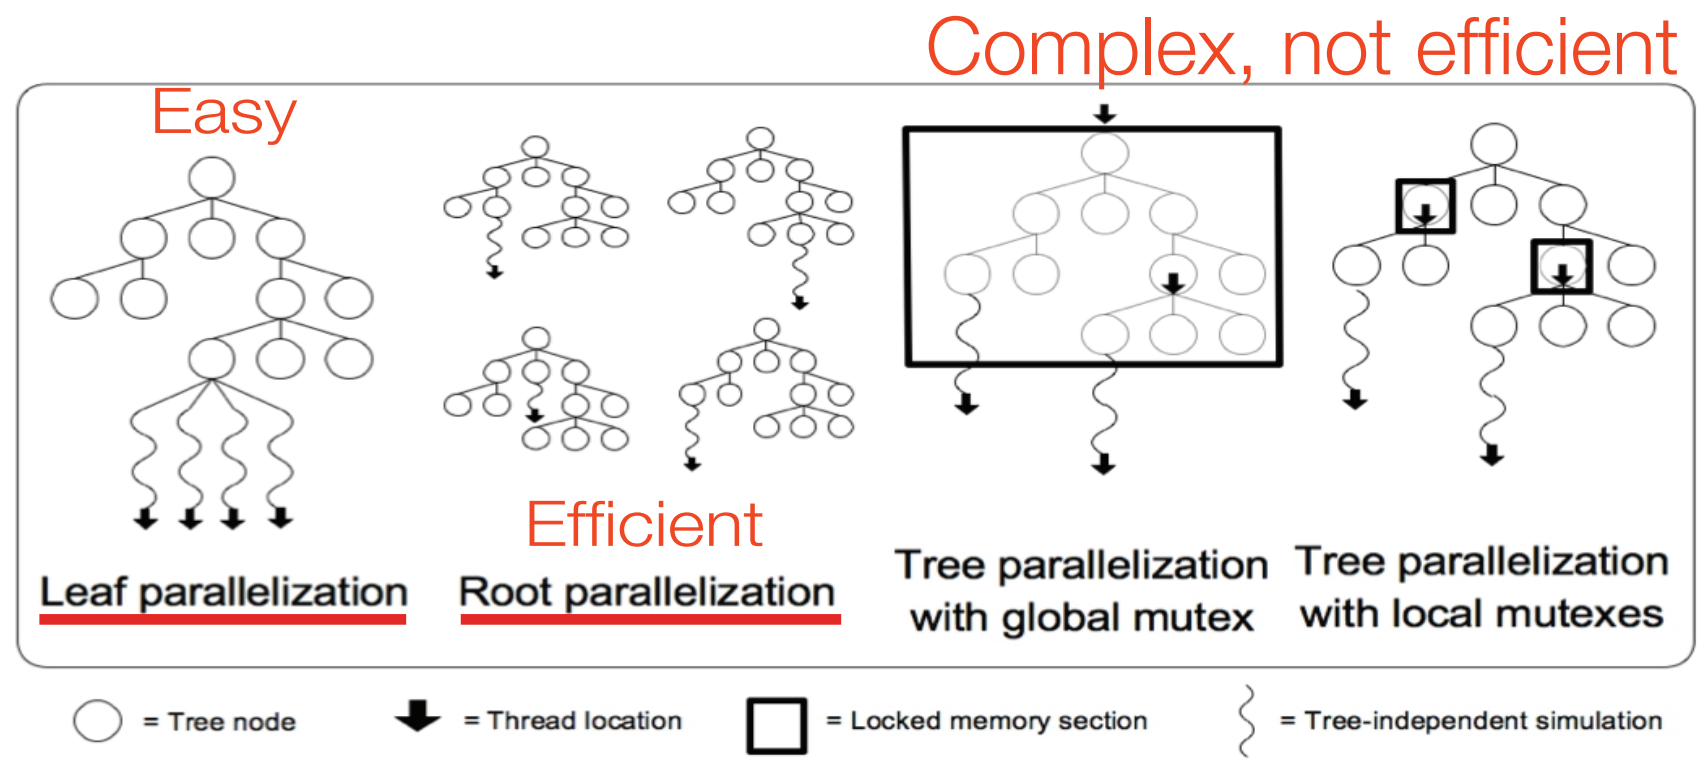 Complex, not efficient
Easy
Efficient
Leaf parallelization
Root parallelization
Tree parallelization
with global mutex
Tree parallelization
with local mutexes
= Tree node
= Thread location
= Locked memory section
= Tree-independent simulation